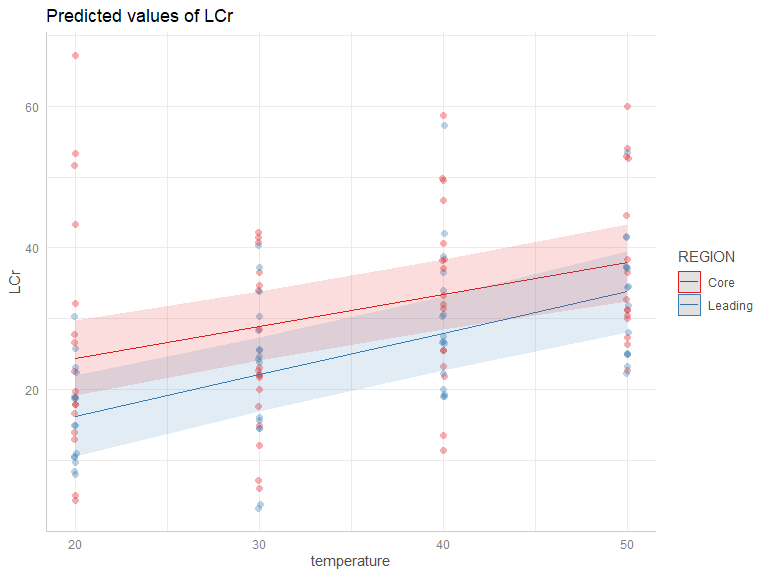 Predicted values of LCr
60
40
20
LCr
20 30 40 50
temperature
REGION
Core
Leading